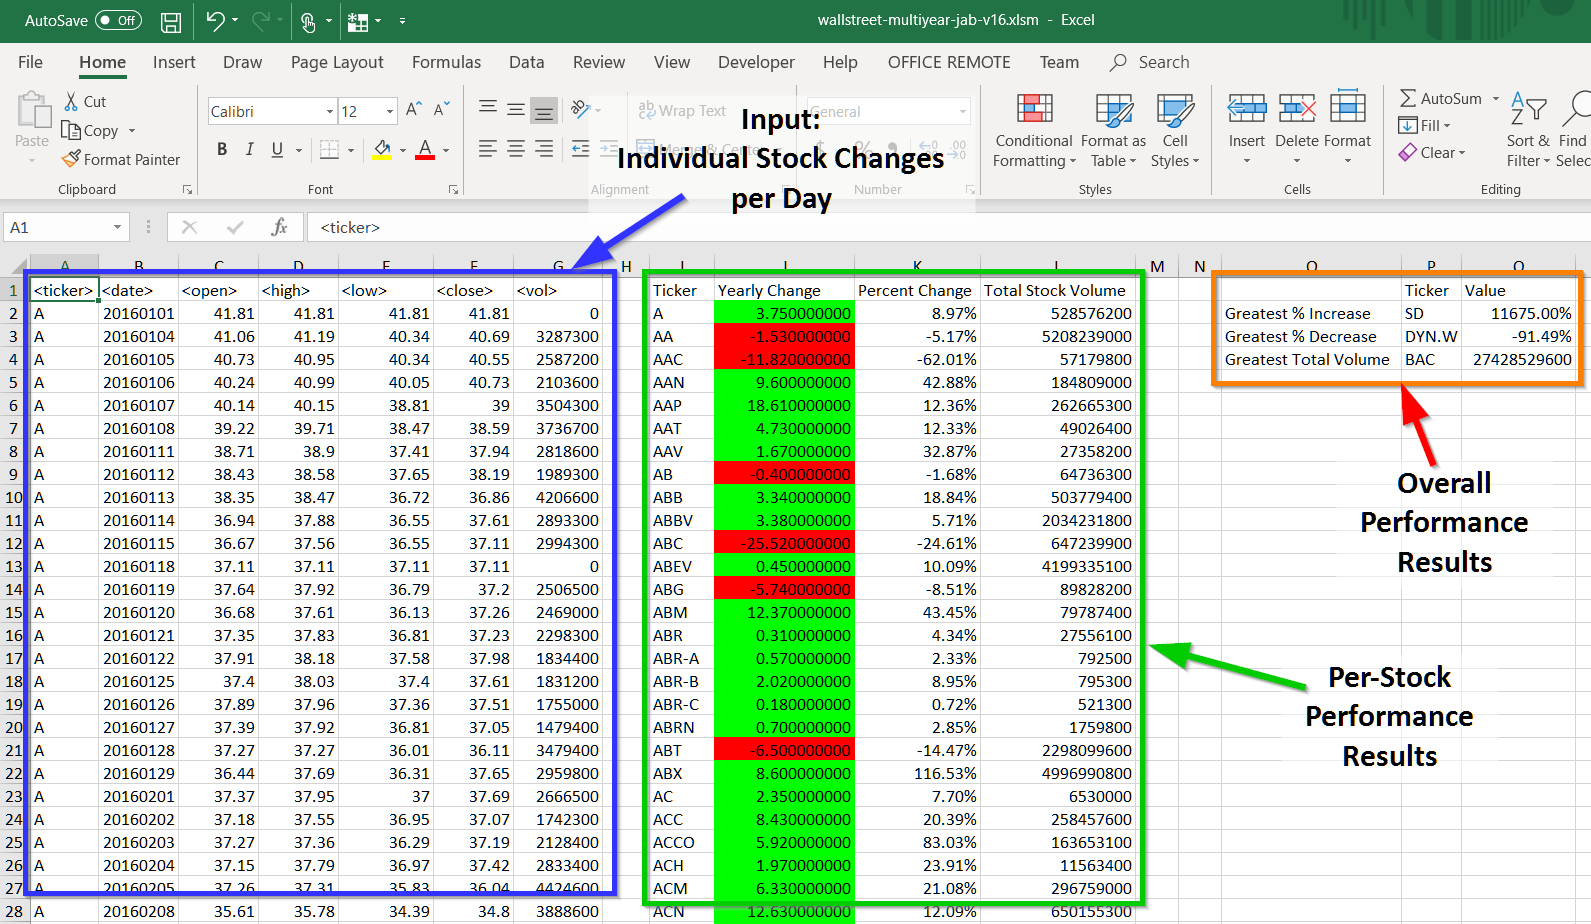 AutoSave Off
wallstreet-multiyear-jab-v16.xlsm - Excel
File Home Insert Draw Page Layout Formulas Data Review View Developer Help OFFICE REMOTE Team Search
Paste
Cut
Copy
Format Painter
Clipboard
Calibri 12
B I U
Font
Wrap Text
Merge & Center
Alignment
General
Number
Conditional Formatting
Format as Table
Cell Styles
Styles
Insert Delete Format
Cells
AutoSum
Fill
Clear
Sort & Filter
Find
Selec
Editing
Input:
Individual Stock Changes
per Day
A1 fx <ticker>
A B C D E F G H I J K L M N O P Q
1 <ticker> <date> <open> <high> <low> <close> <vol> Ticker Yearly Change Percent Change Total Stock Volume Ticker Value
2 A 20160101 41.81 41.81 41.81 41.81 0 A 3.750000000 8.97% 528576200 Greatest % Increase SD 11675.00%
3 A 20160104 41.06 41.19 40.34 40.69 3287300 AA -1.530000000 -5.17% 5208239000 Greatest % Decrease DYN.W -91.49%
4 A 20160105 40.73 40.95 40.34 40.55 2587200 AAC -11.820000000 -62.01% 57179800 Greatest Total Volume BAC 27428529600
5 A 20160106 40.24 40.99 40.05 40.73 2103600 AAN 9.600000000 42.88% 184809000
6 A 20160107 40.14 40.15 38.81 39 3504300 AAP 18.610000000 12.36% 262665300
7 A 20160108 39.22 39.71 38.47 38.59 3736700 AAT 4.730000000 12.33% 49026400
8 A 20160111 38.71 38.9 37.41 37.94 2818600 AAV 1.670000000 32.87% 27358200
9 A 20160112 38.43 38.58 37.65 38.19 1989300 AB -0.400000000 -1.68% 64736300
10 A 20160113 38.35 38.47 36.72 36.86 4206600 ABB 3.340000000 18.84% 503779400
11 A 20160114 36.94 37.88 36.55 37.61 2893300 ABBV 3.380000000 5.71% 2034231800
12 A 20160115 36.67 37.56 36.55 37.11 2994300 ABC -25.520000000 -24.61% 647239900
13 A 20160118 37.11 37.11 37.11 37.11 0 ABEV 0.450000000 10.09% 4199335100
14 A 20160119 37.64 37.92 36.79 37.2 2506500 ABG -5.740000000 -8.51% 89828200
15 A 20160120 36.68 37.61 36.13 37.26 2469000 ABM 12.370000000 43.45% 79787400
16 A 20160121 37.35 37.83 36.81 37.23 2298300 ABR 0.310000000 4.34% 27556100
17 A 20160122 37.91 38.18 37.58 37.98 1834400 ABR-A 0.570000000 2.33% 792500
18 A 20160125 37.4 38.03 37.4 37.61 1831200 ABR-B 2.020000000 8.95% 795300
19 A 20160126 37.89 37.96 37.36 37.51 1755000 ABR-C 0.180000000 0.72% 521300
20 A 20160127 37.39 37.92 36.81 37.05 1479400 ABRN 0.700000000 2.85% 1759800
21 A 20160128 37.27 37.27 36.01 36.11 3479400 ABT -6.500000000 -14.47% 2298099600
22 A 20160129 36.44 37.69 36.31 37.65 2959800 ABX 8.600000000 116.53% 4996990800
23 A 20160201 37.37 37.95 37 37.69 2666500 AC 2.350000000 7.70% 6530000
24 A 20160202 37.18 37.55 36.95 37.07 1742300 ACC 8.430000000 20.39% 258457600
25 A 20160203 37.27 37.36 36.29 37.19 2128400 ACCO 5.920000000 83.03% 163653100
26 A 20160204 37.15 37.79 36.97 37.42 2833400 ACH 1.970000000 23.91% 11563400
27 A 20160205 37.26 37.31 35.83 36.04 4424600 ACM 6.330000000 21.08% 296759000
28 A 20160208 35.61 35.78 34.39 34.8 3888600 ACN 12.630000000 12.09% 650155300
Overall
Performance
Results
Per-Stock
Performance
Results